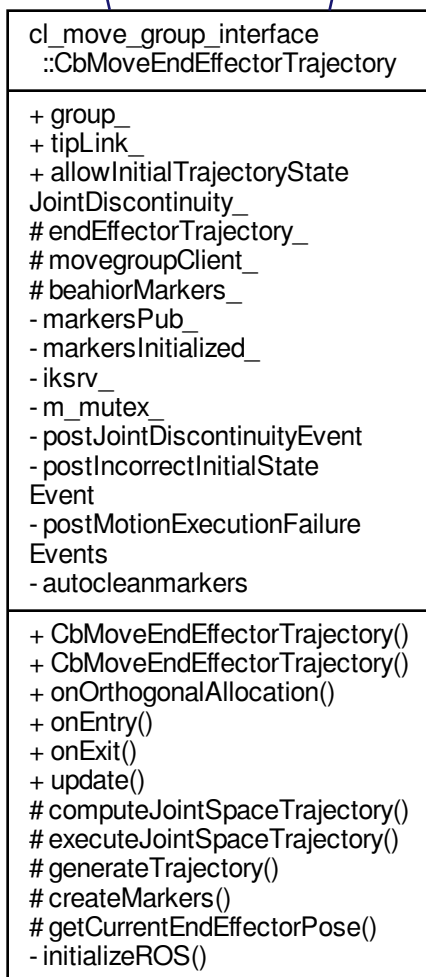 cl_move_group_interface
::CbMoveEndEffectorTrajectory
+ group_
+ tipLink_
+ allowInitialTrajectoryState
JointDiscontinuity_
# endEffectorTrajectory_
# movegroupClient_
# beahiorMarkers_
- markersPub_
- markersInitialized_
- iksrv_
- m_mutex_
- postJointDiscontinuityEvent
- postIncorrectInitialState
Event
- postMotionExecutionFailure
Events
- autocleanmarkers
+ CbMoveEndEffectorTrajectory()
+ CbMoveEndEffectorTrajectory()
+ onOrthogonalAllocation()
+ onEntry()
+ onExit()
+ update()
# computeJointSpaceTrajectory()
# executeJointSpaceTrajectory()
# generateTrajectory()
# createMarkers()
# getCurrentEndEffectorPose()
- initializeROS()